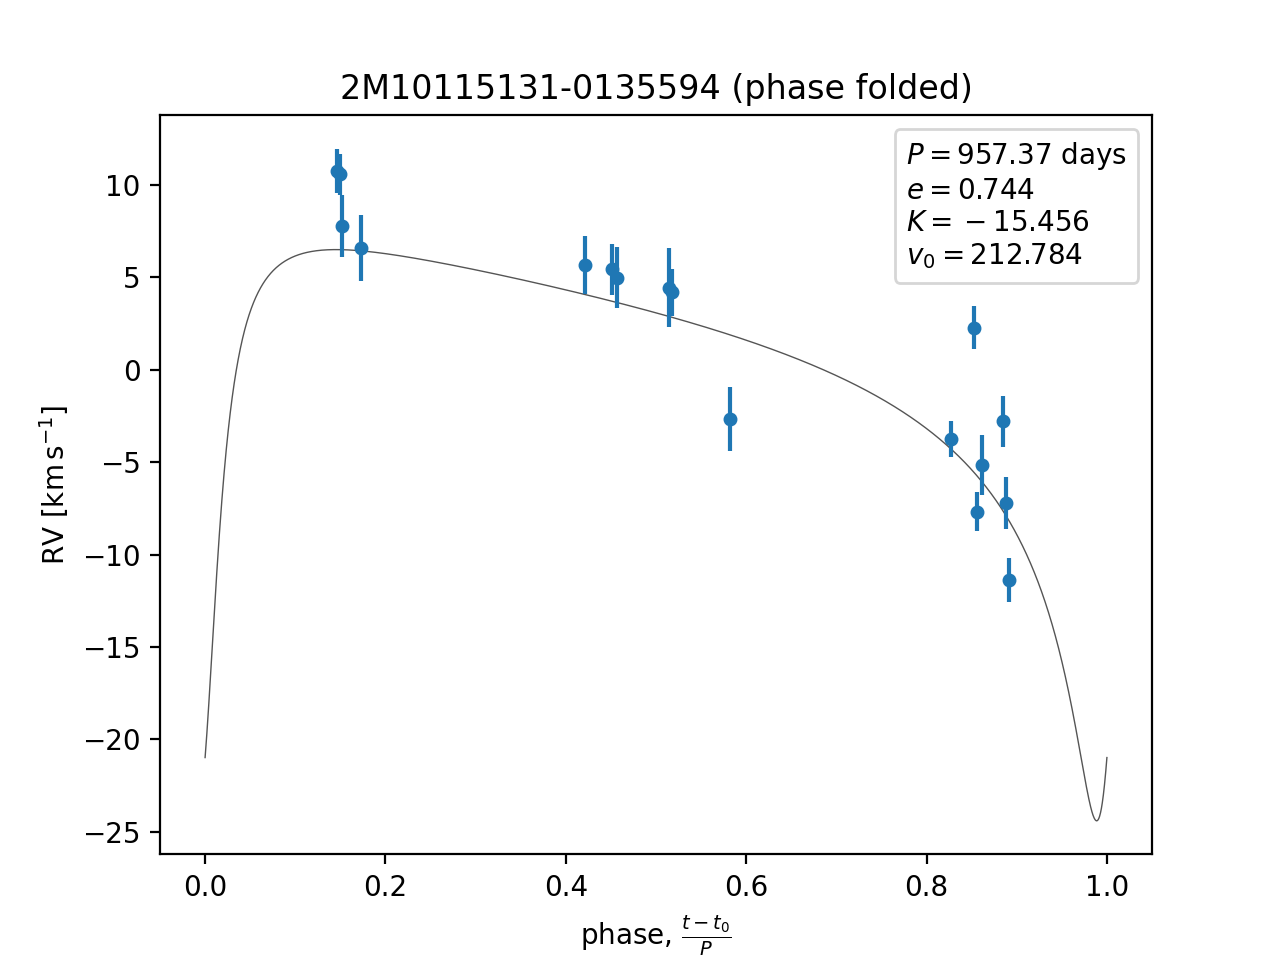 2M10115131-0135594 (phase folded)
P = 957.37 days
e = 0.744
K = −15.456
v₀ = 212.784
RV [km s⁻¹]
10
5
0
−5
−10
−15
−20
−25
0.0 0.2 0.4 0.6 0.8 1.0
phase, (t − t₀)/P